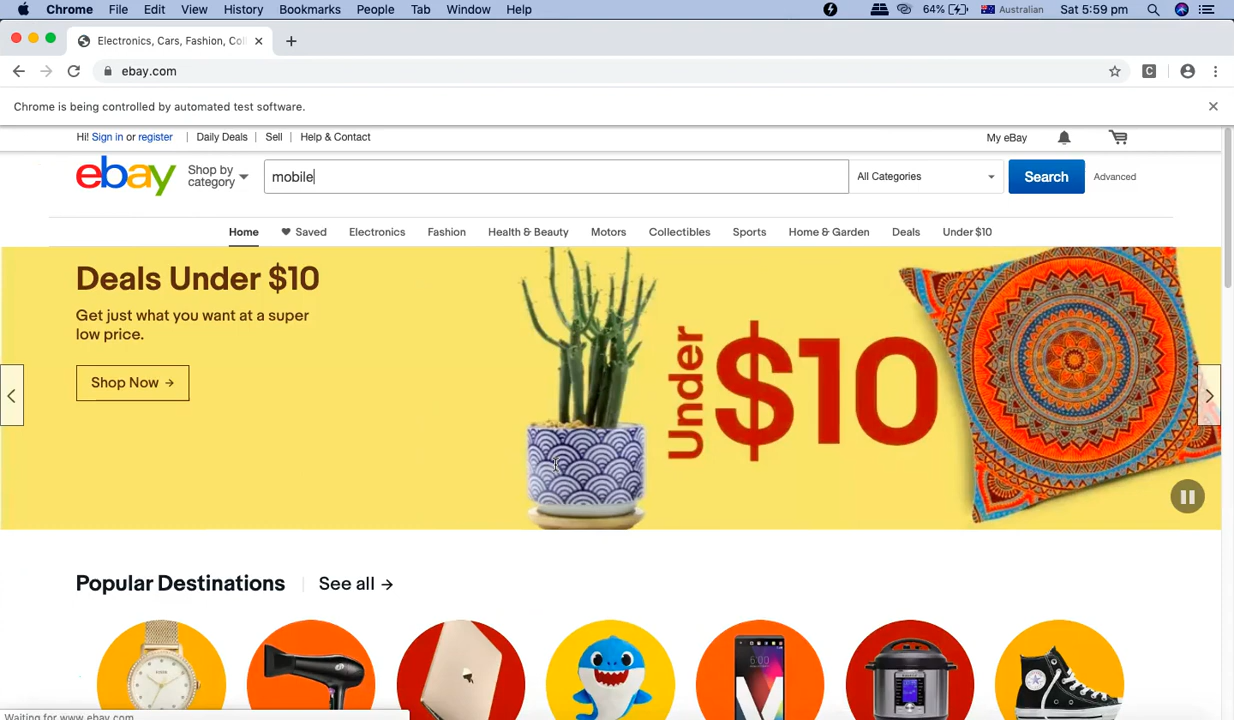 Chrome File Edit View History Bookmarks People Tab Window Help 64% Australian Sat 5:59 pm
Electronics, Cars, Fashion, Col
ebay.com
Chrome is being controlled by automated test software.
Hi! Sign in or register | Daily Deals | Sell | Help & Contact My eBay
ebay Shop by category mobile All Categories Search Advanced
Home Saved Electronics Fashion Health & Beauty Motors Collectibles Sports Home & Garden Deals Under $10
Deals Under $10
Get just what you want at a super
low price.
Shop Now →
Under $10
Popular Destinations | See all →
6:00
Waiting for www.ebay.com